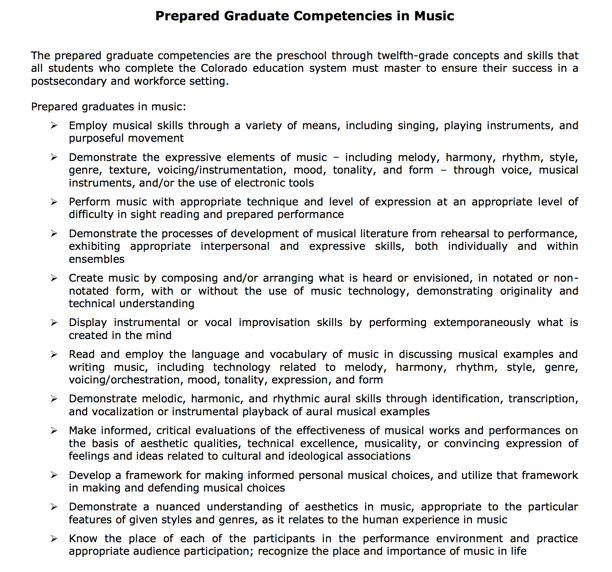 Prepared Graduate Competencies in Music
The prepared graduate competencies are the preschool through twelfth-grade concepts and skills that
all students who complete the Colorado education system must master to ensure their success in a
postsecondary and workforce setting.
Prepared graduates in music:
➢ Employ musical skills through a variety of means, including singing, playing instruments, and
purposeful movement
➢ Demonstrate the expressive elements of music – including melody, harmony, rhythm, style,
genre, texture, voicing/instrumentation, mood, tonality, and form – through voice, musical
instruments, and/or the use of electronic tools
➢ Perform music with appropriate technique and level of expression at an appropriate level of
difficulty in sight reading and prepared performance
➢ Demonstrate the processes of development of musical literature from rehearsal to performance,
exhibiting appropriate interpersonal and expressive skills, both individually and within
ensembles
➢ Create music by composing and/or arranging what is heard or envisioned, in notated or non-
notated form, with or without the use of music technology, demonstrating originality and
technical understanding
➢ Display instrumental or vocal improvisation skills by performing extemporaneously what is
created in the mind
➢ Read and employ the language and vocabulary of music in discussing musical examples and
writing music, including technology related to melody, harmony, rhythm, style, genre,
voicing/orchestration, mood, tonality, expression, and form
➢ Demonstrate melodic, harmonic, and rhythmic aural skills through identification, transcription,
and vocalization or instrumental playback of aural musical examples
➢ Make informed, critical evaluations of the effectiveness of musical works and performances on
the basis of aesthetic qualities, technical excellence, musicality, or convincing expression of
feelings and ideas related to cultural and ideological associations
➢ Develop a framework for making informed personal musical choices, and utilize that framework
in making and defending musical choices
➢ Demonstrate a nuanced understanding of aesthetics in music, appropriate to the particular
features of given styles and genres, as it relates to the human experience in music
➢ Know the place of each of the participants in the performance environment and practice
appropriate audience participation; recognize the place and importance of music in life